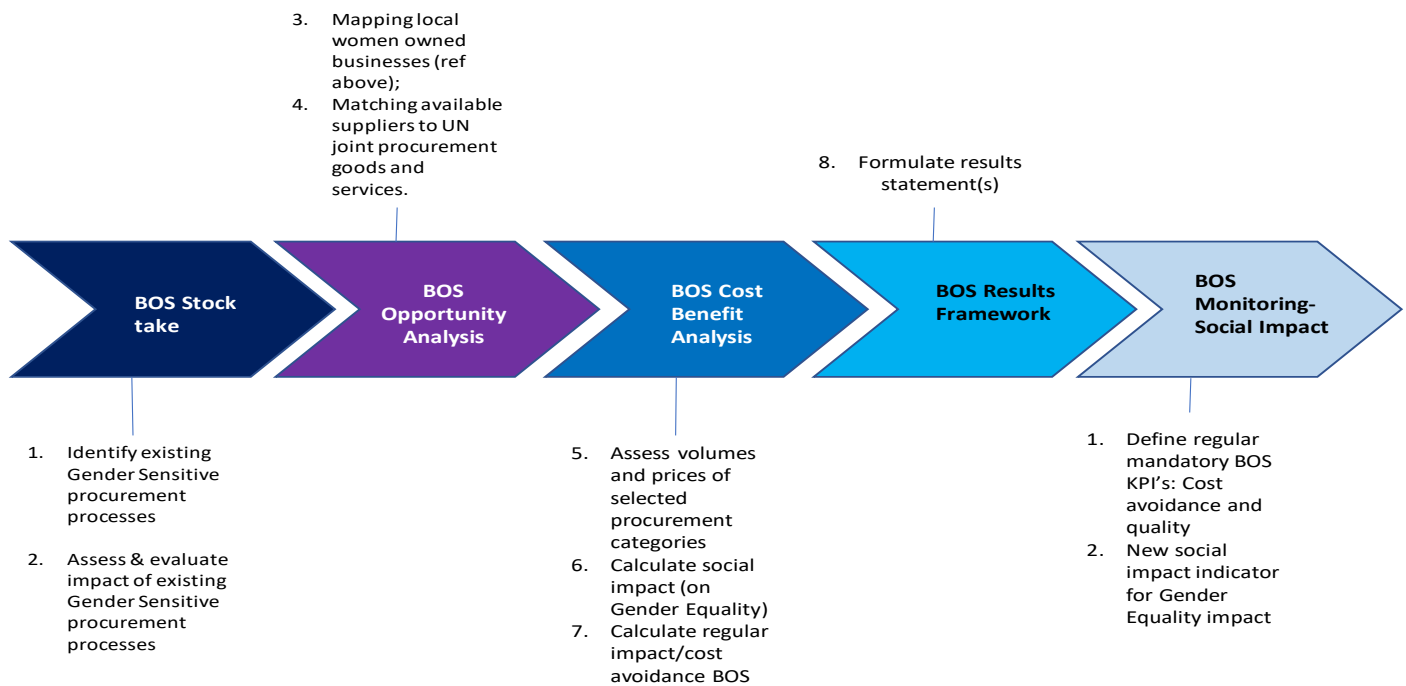 3. Mapping local
women owned
businesses (ref
above);
4. Matching available
suppliers to UN
joint procurement
goods and
services.
8. Formulate results
statement(s)
BOS Stock
take
BOS
Opportunity
Analysis
BOS Cost
Benefit
Analysis
BOS Results
Framework
BOS
Monitoring-
Social Impact
1. Identify existing
Gender Sensitive
procurement
processes
2. Assess & evaluate
impact of existing
Gender Sensitive
procurement
processes
5. Assess volumes
and prices of
selected
procurement
categories
6. Calculate social
impact (on
Gender Equality)
7. Calculate regular
impact/cost
avoidance BOS
1. Define regular
mandatory BOS
KPI's: Cost
avoidance and
quality
2. New social
impact indicator
for Gender
Equality impact